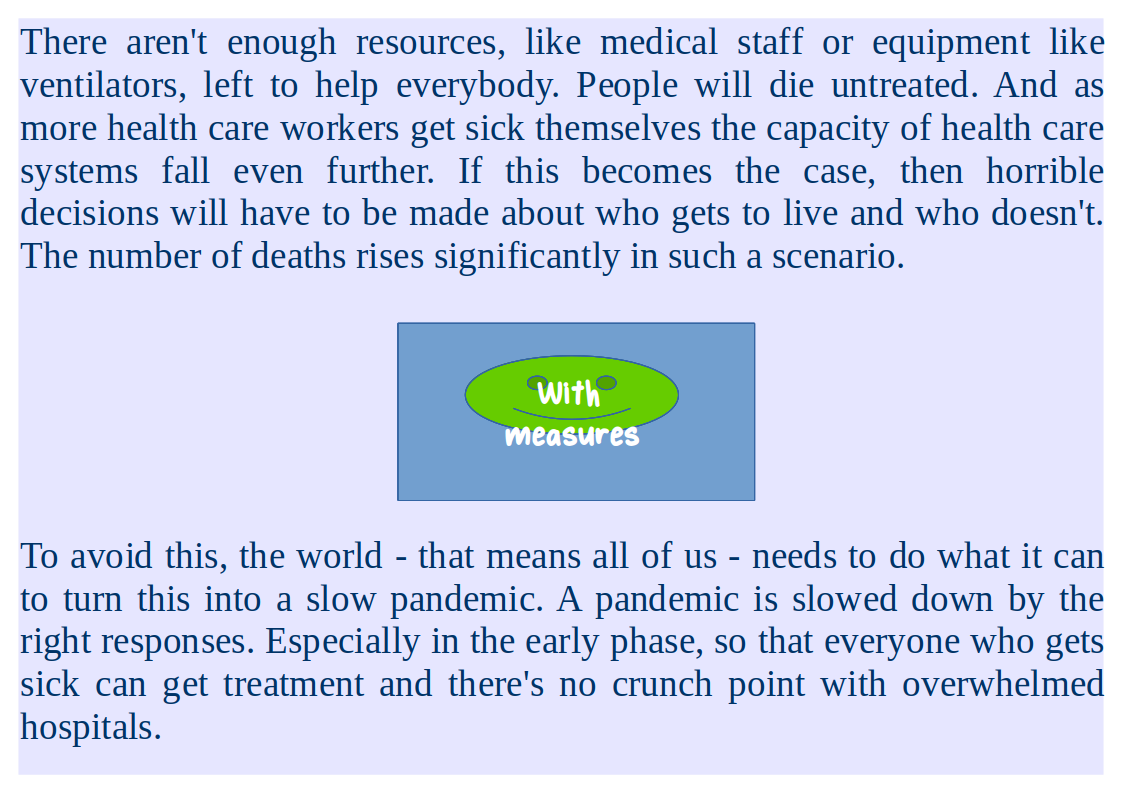 There aren't enough resources, like medical staff or equipment like
ventilators, left to help everybody. People will die untreated. And as
more health care workers get sick themselves the capacity of health care
systems fall even further. If this becomes the case, then horrible
decisions will have to be made about who gets to live and who doesn't.
The number of deaths rises significantly in such a scenario.
With
measures
To avoid this, the world - that means all of us - needs to do what it can
to turn this into a slow pandemic. A pandemic is slowed down by the
right responses. Especially in the early phase, so that everyone who gets
sick can get treatment and there's no crunch point with overwhelmed
hospitals.